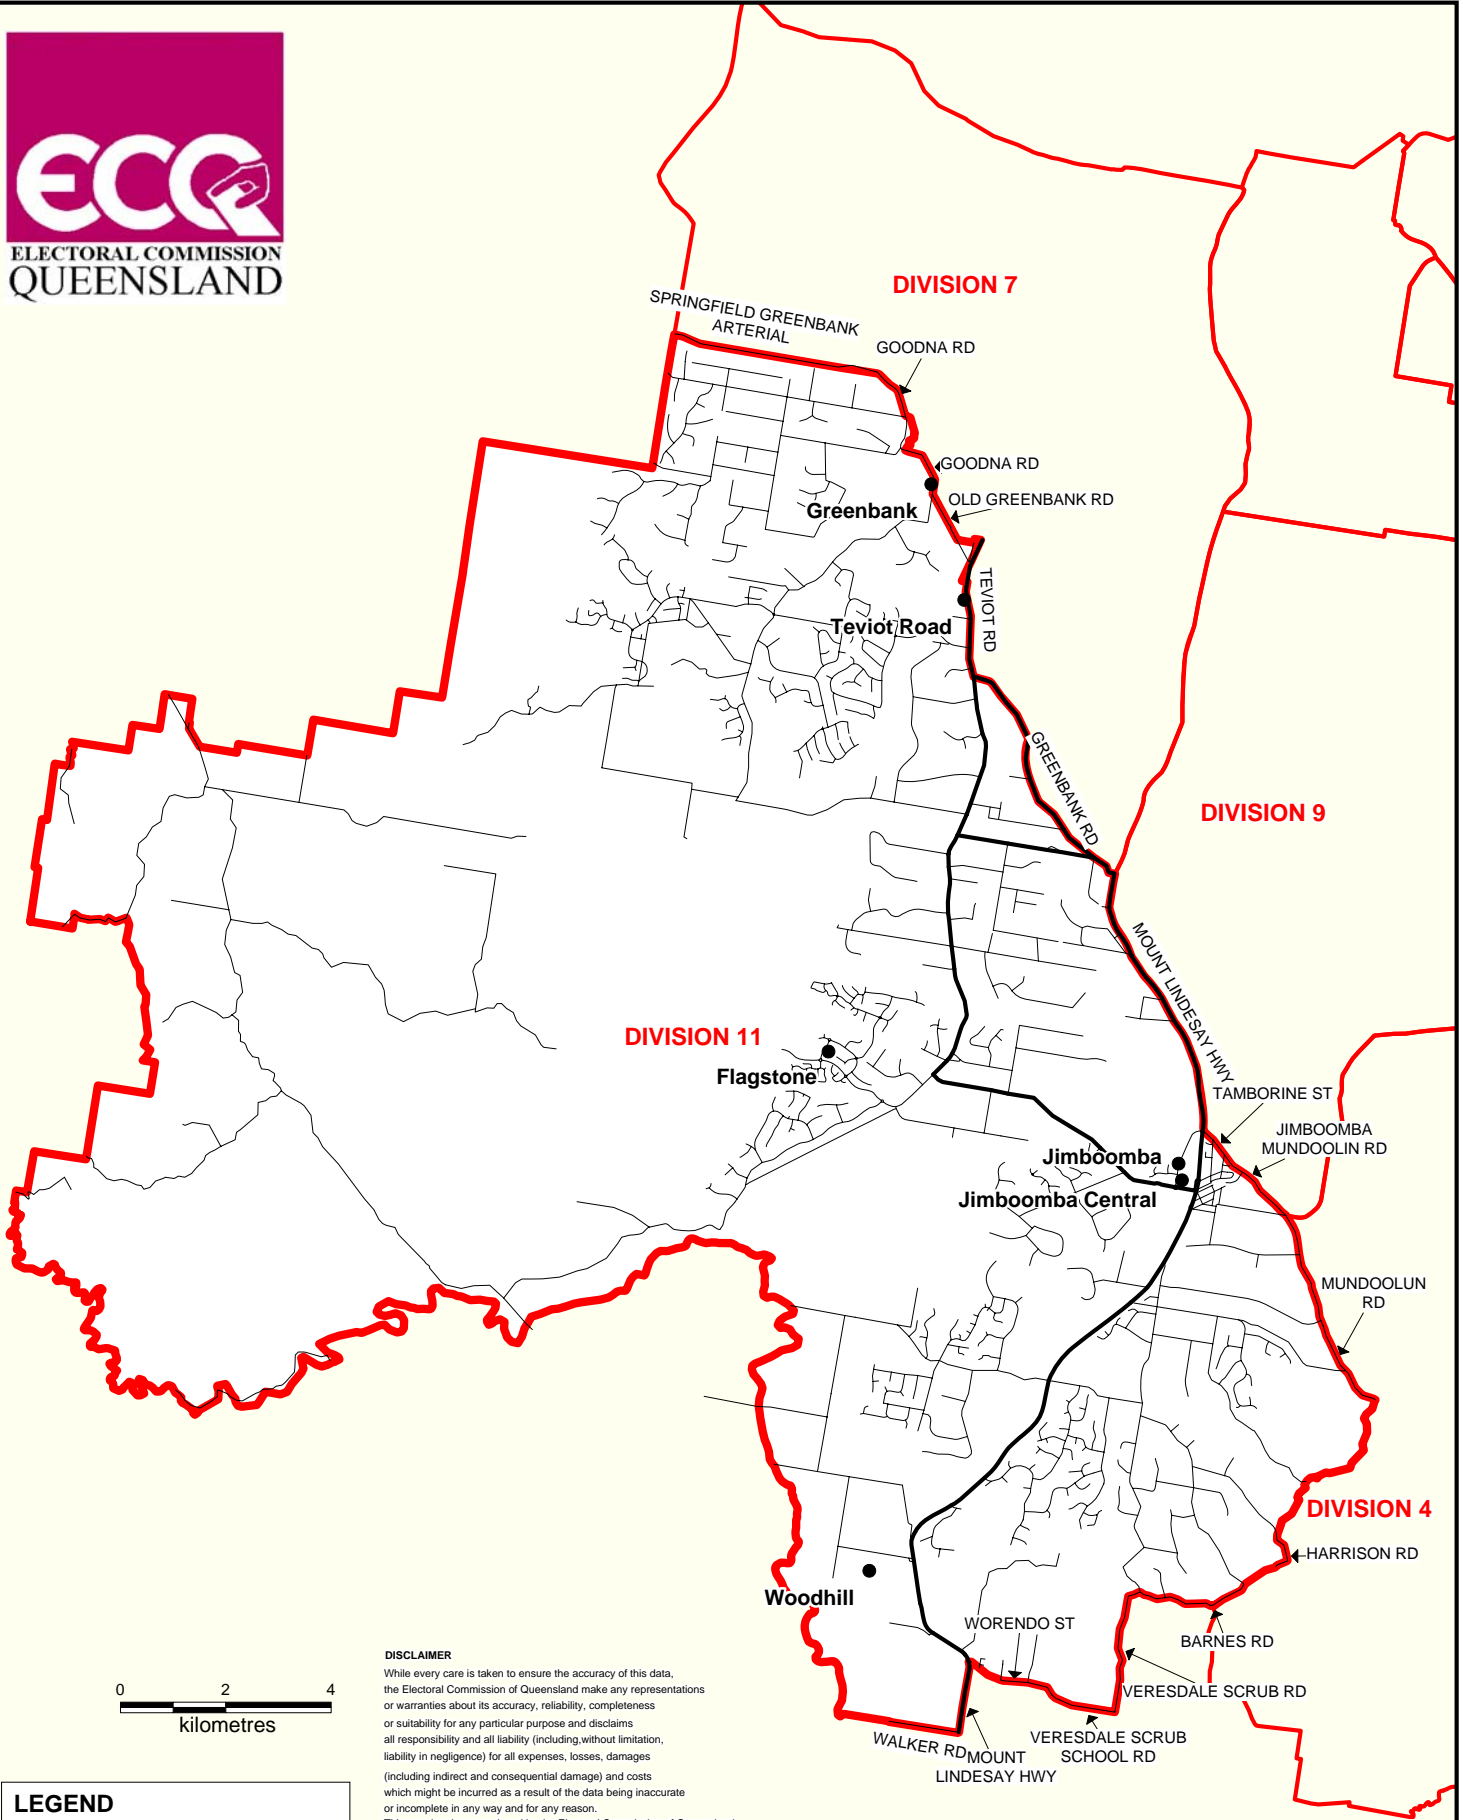 ECQ
ELECTORAL COMMISSION
QUEENSLAND
DIVISION 7
SPRINGFIELD GREENBANK
ARTERIAL
GOODNA RD
GOODNA RD
OLD GREENBANK RD
Greenbank
TEVIOT RD
Teviot Road
GREENBANK RD
DIVISION 9
MOUNT LINDESAY HWY
DIVISION 11
Flagstone
TAMBORINE ST
JIMBOOMBA
MUNDOOLIN RD
Jimboomba
Jimboomba Central
MUNDOOLUN
RD
DIVISION 4
HARRISON RD
Woodhill
WORENDO ST
BARNES RD
VERESDALE SCRUB RD
VERESDALE SCRUB
SCHOOL RD
WALKER RD
MOUNT
LINDESAY HWY
0 2 4
kilometres
DISCLAIMER
While every care is taken to ensure the accuracy of this data,
the Electoral Commission of Queensland make any representations
or warranties about its accuracy, reliability, completeness
or suitability for any particular purpose and disclaims
all responsibility and all liability (including,without limitation,
liability in negligence) for all expenses, losses, damages
(including indirect and consequential damage) and costs
which might be incurred as a result of the data being inaccurate
or incomplete in any way and for any reason.
LEGEND